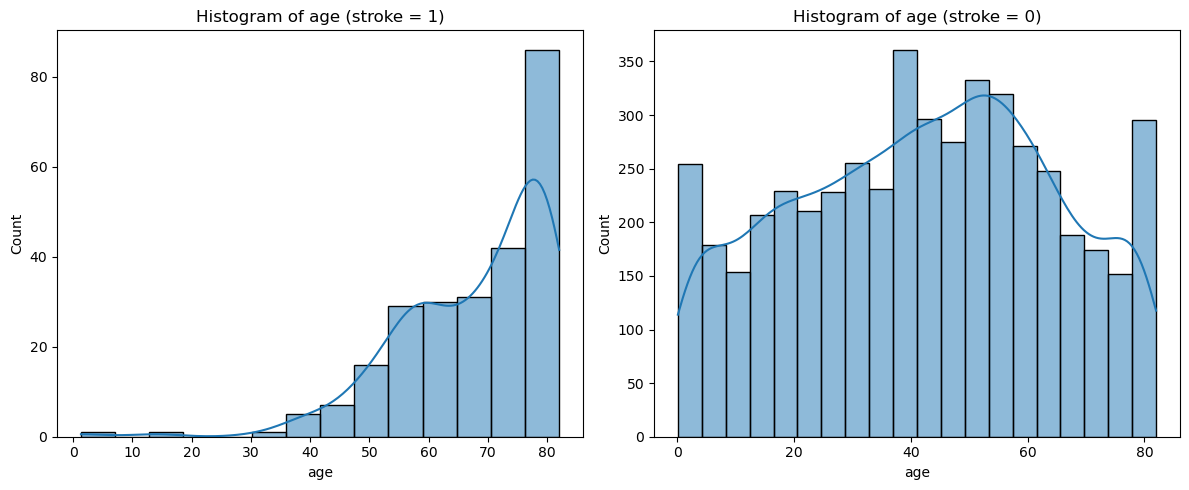 Histogram of age (stroke = 1)
Count
80
60
40
20
0
0 10 20 30 40 50 60 70 80
age
Histogram of age (stroke = 0)
Count
350
300
250
200
150
100
50
0
0 20 40 60 80
age